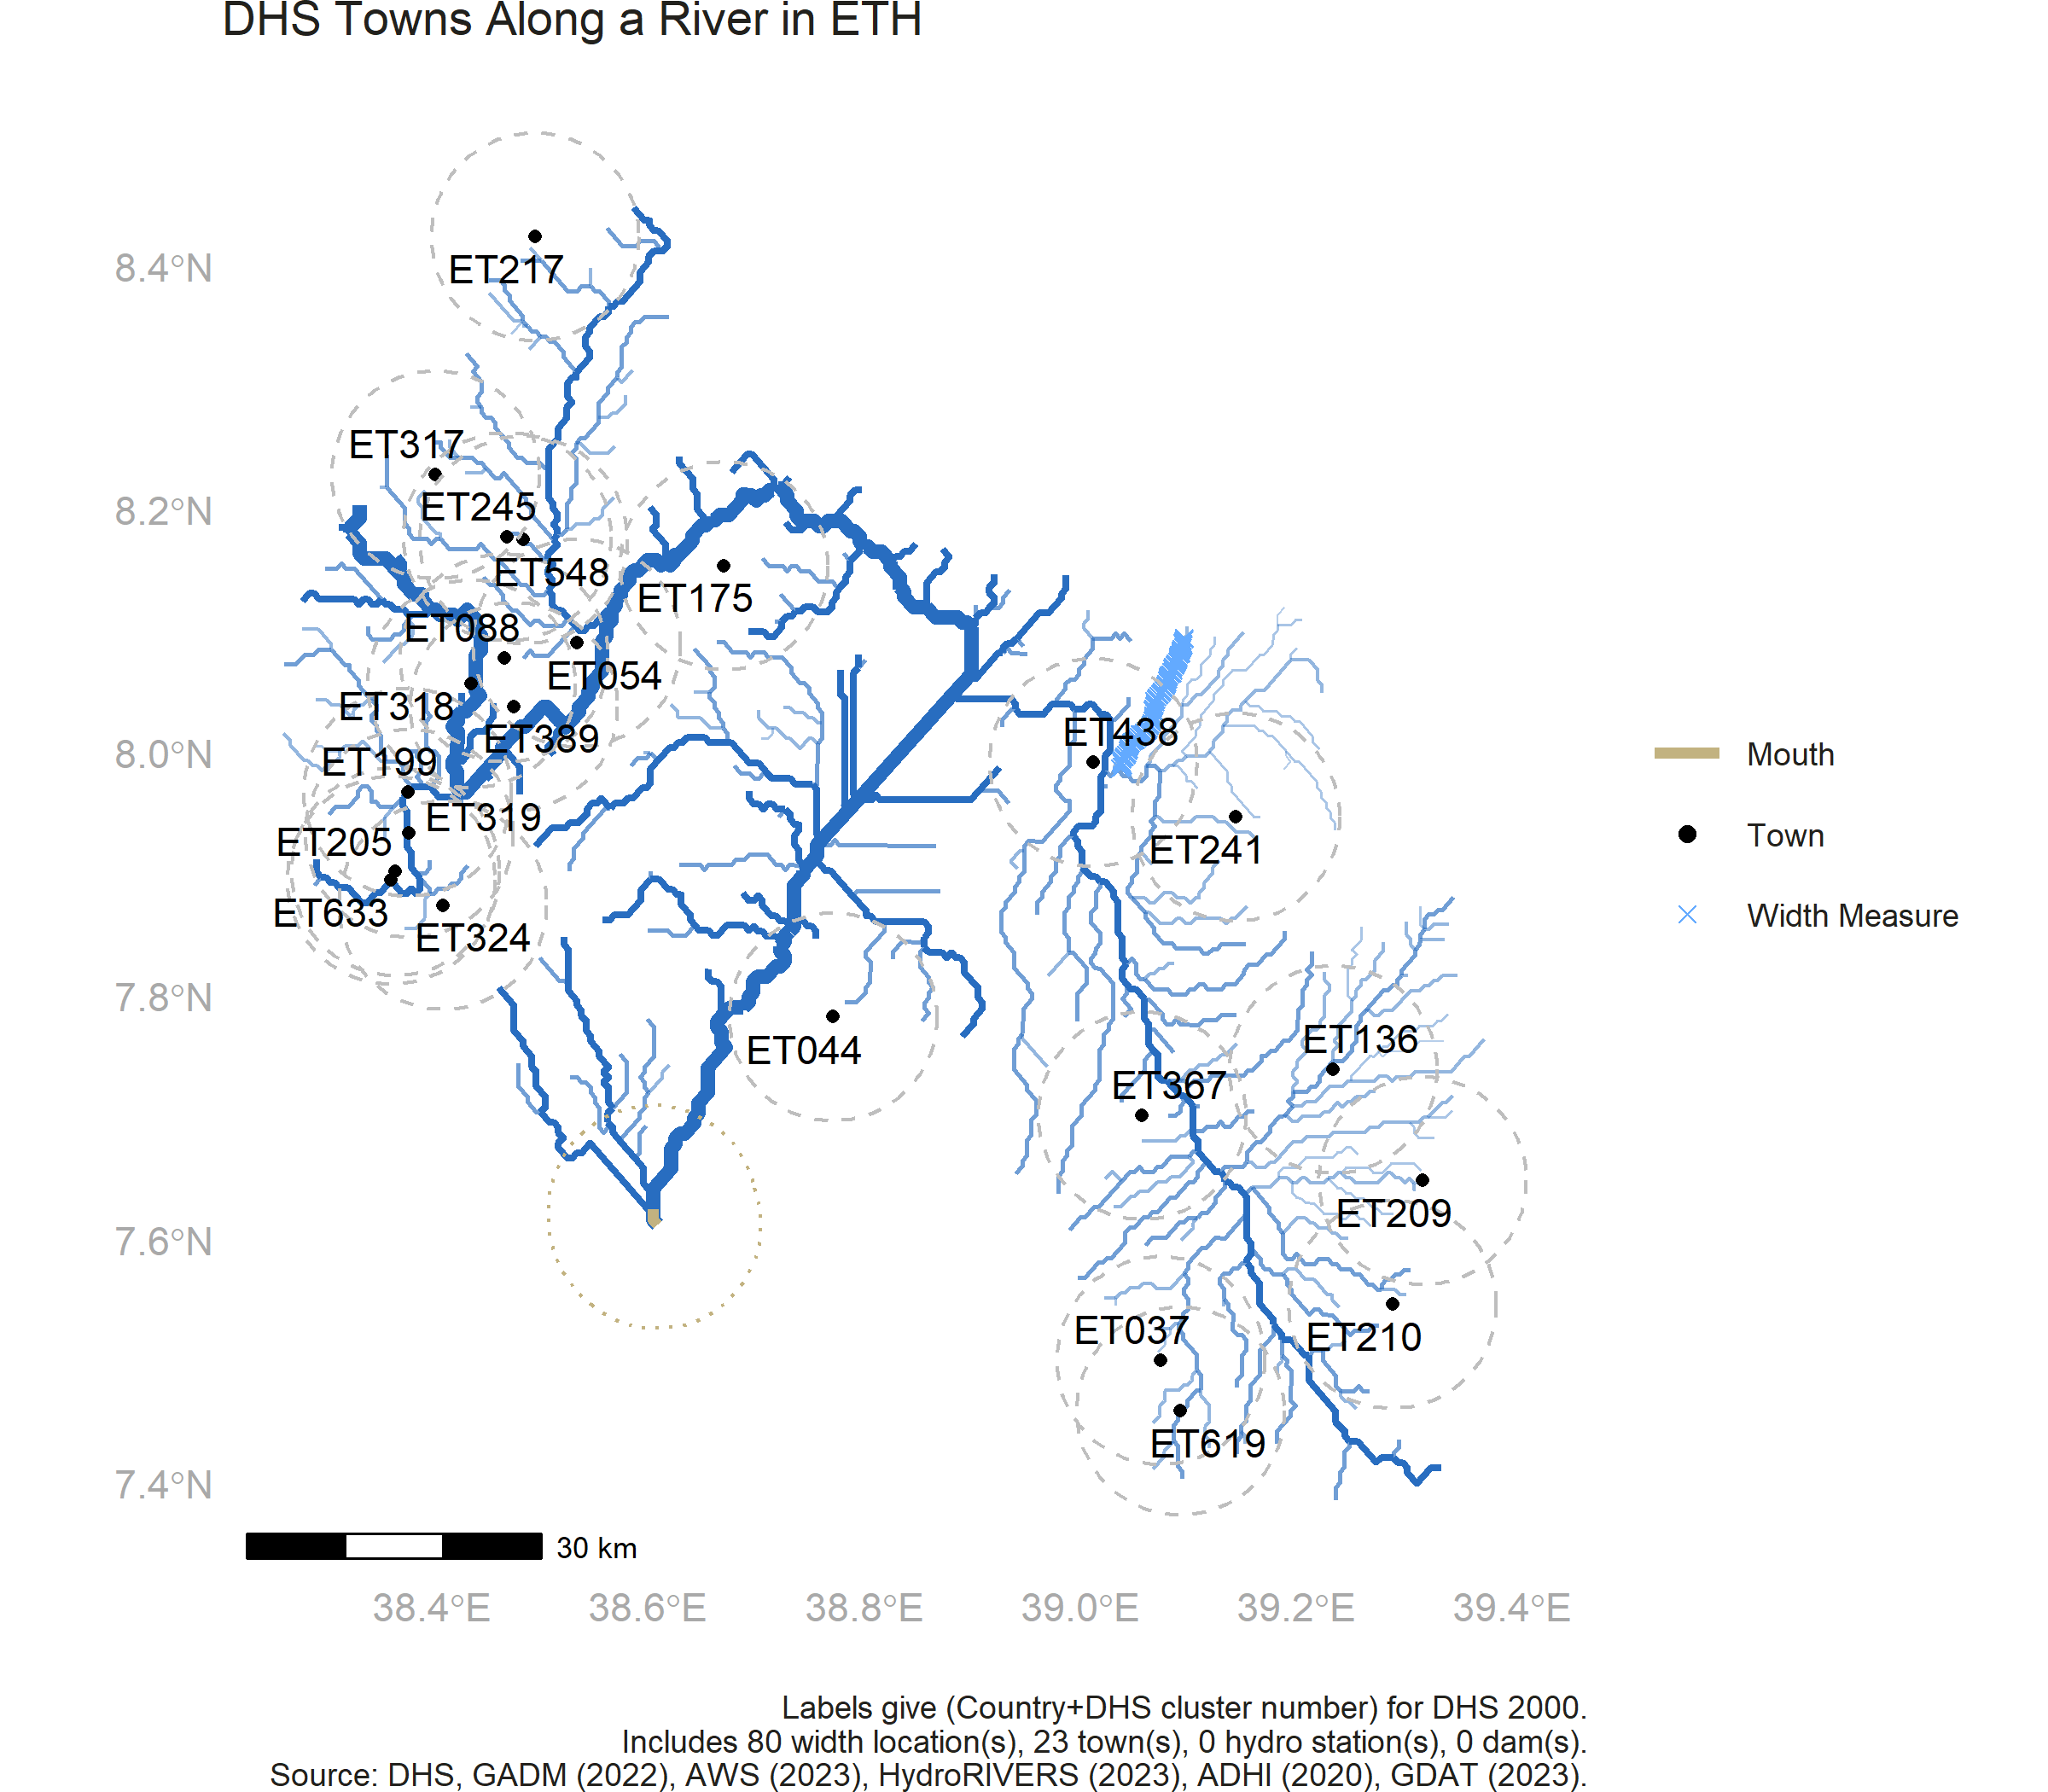 DHS Towns Along a River in ETH
8.4°N
8.2°N
8.0°N
7.8°N
7.6°N
7.4°N
ET217
ET317
ET245
ET548
ET175
ET088
ET054
ET318
ET389
ET438
ET199
ET319
ET205
ET241
ET633
ET324
ET044
ET136
ET367
ET209
ET037
ET210
ET619
Mouth
Town
Width Measure
30 km
38.4°E
38.6°E
38.8°E
39.0°E
39.2°E
39.4°E
Labels give (Country+DHS cluster number) for DHS 2000.
Includes 80 width location(s), 23 town(s), 0 hydro station(s), 0 dam(s).
Source: DHS, GADM (2022), AWS (2023), HydroRIVERS (2023), ADHI (2020), GDAT (2023).